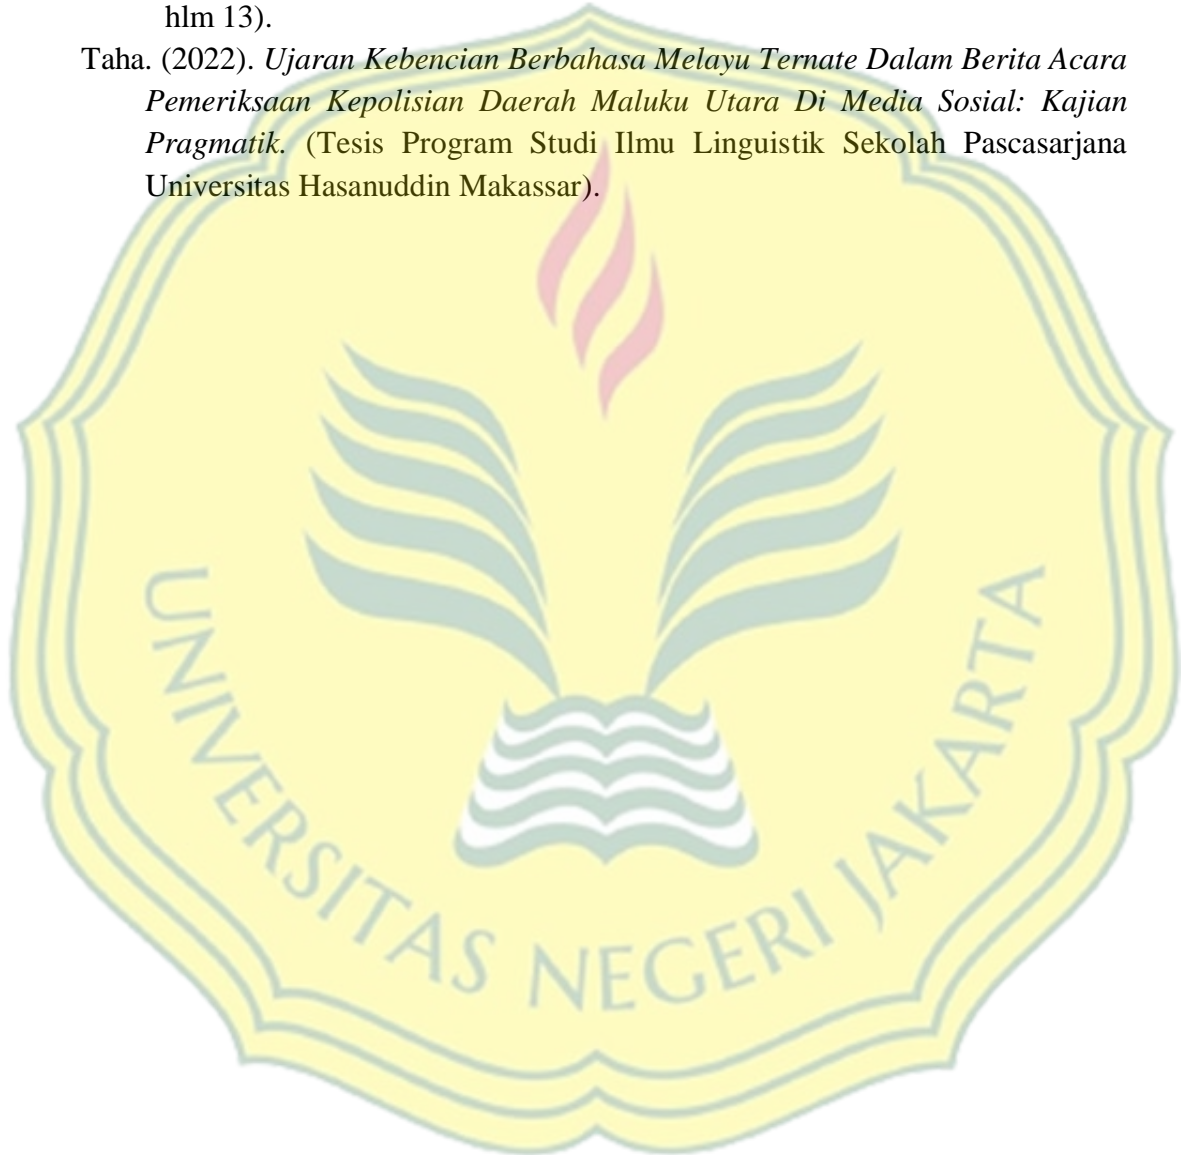 hlm 13).
Taha. (2022). Ujaran Kebencian Berbahasa Melayu Ternate Dalam Berita Acara
Pemeriksaan Kepolisian Daerah Maluku Utara Di Media Sosial: Kajian
Pragmatik. (Tesis Program Studi Ilmu Linguistik Sekolah Pascasarjana
Universitas Hasanuddin Makassar).
UNIVERSITAS NEGERI JAKARTA